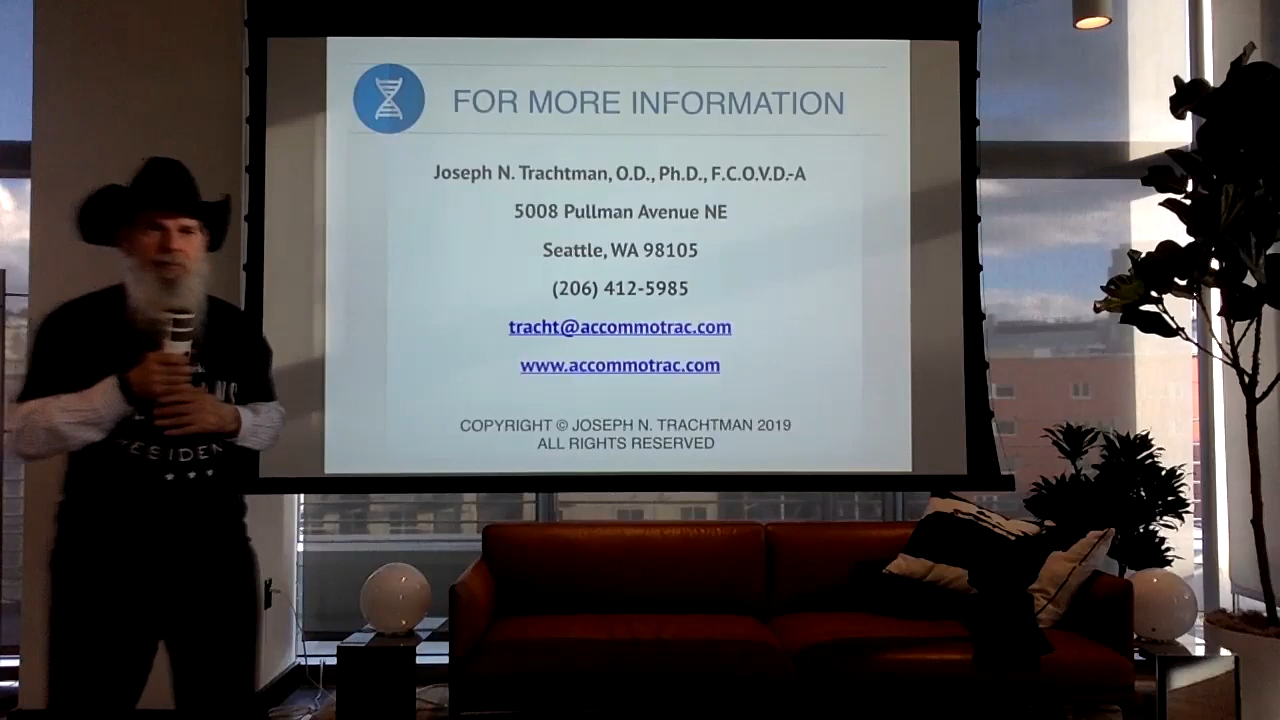 FOR MORE INFORMATION
Joseph N. Trachtman, O.D., Ph.D., F.C.O.V.D.-A
5008 Pullman Avenue NE
Seattle, WA 98105
(206) 412-5985
tracht@accommotrac.com
www.accommotrac.com
COPYRIGHT © JOSEPH N. TRACHTMAN 2019
ALL RIGHTS RESERVED